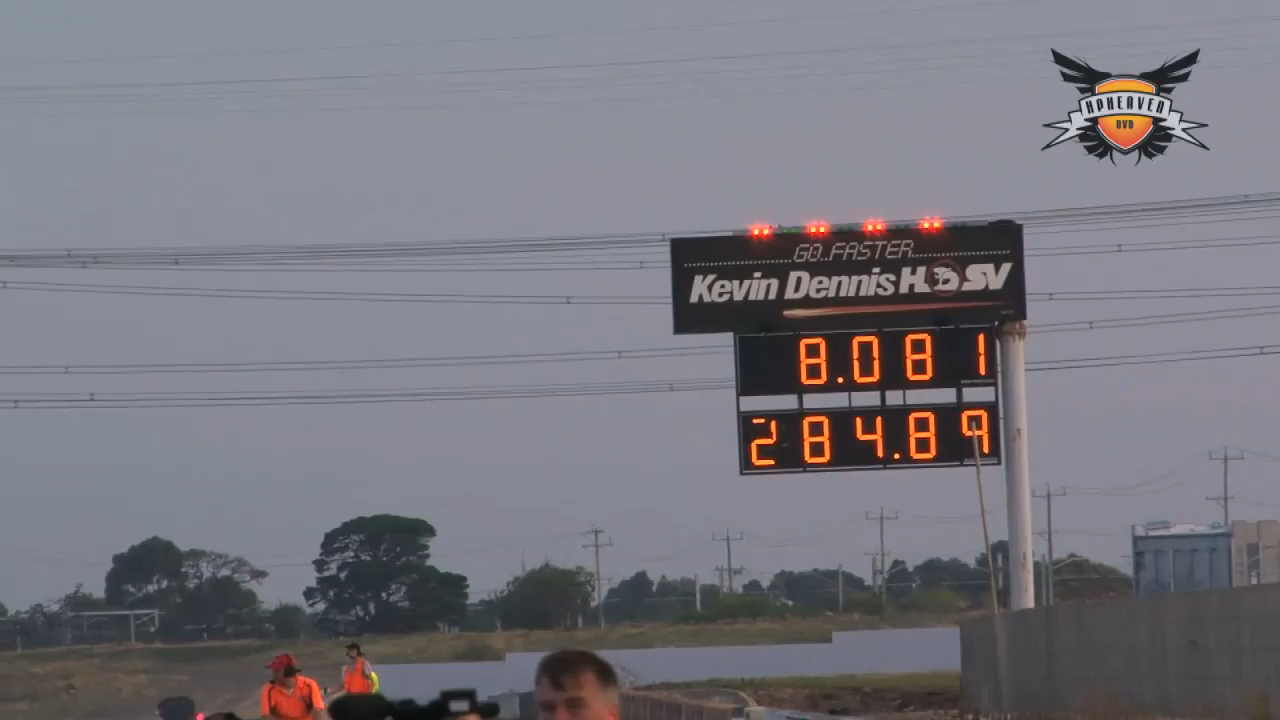 HPHEAVEN
DVD
GO..FASTER
Kevin Dennis HSV
8.081
284.89